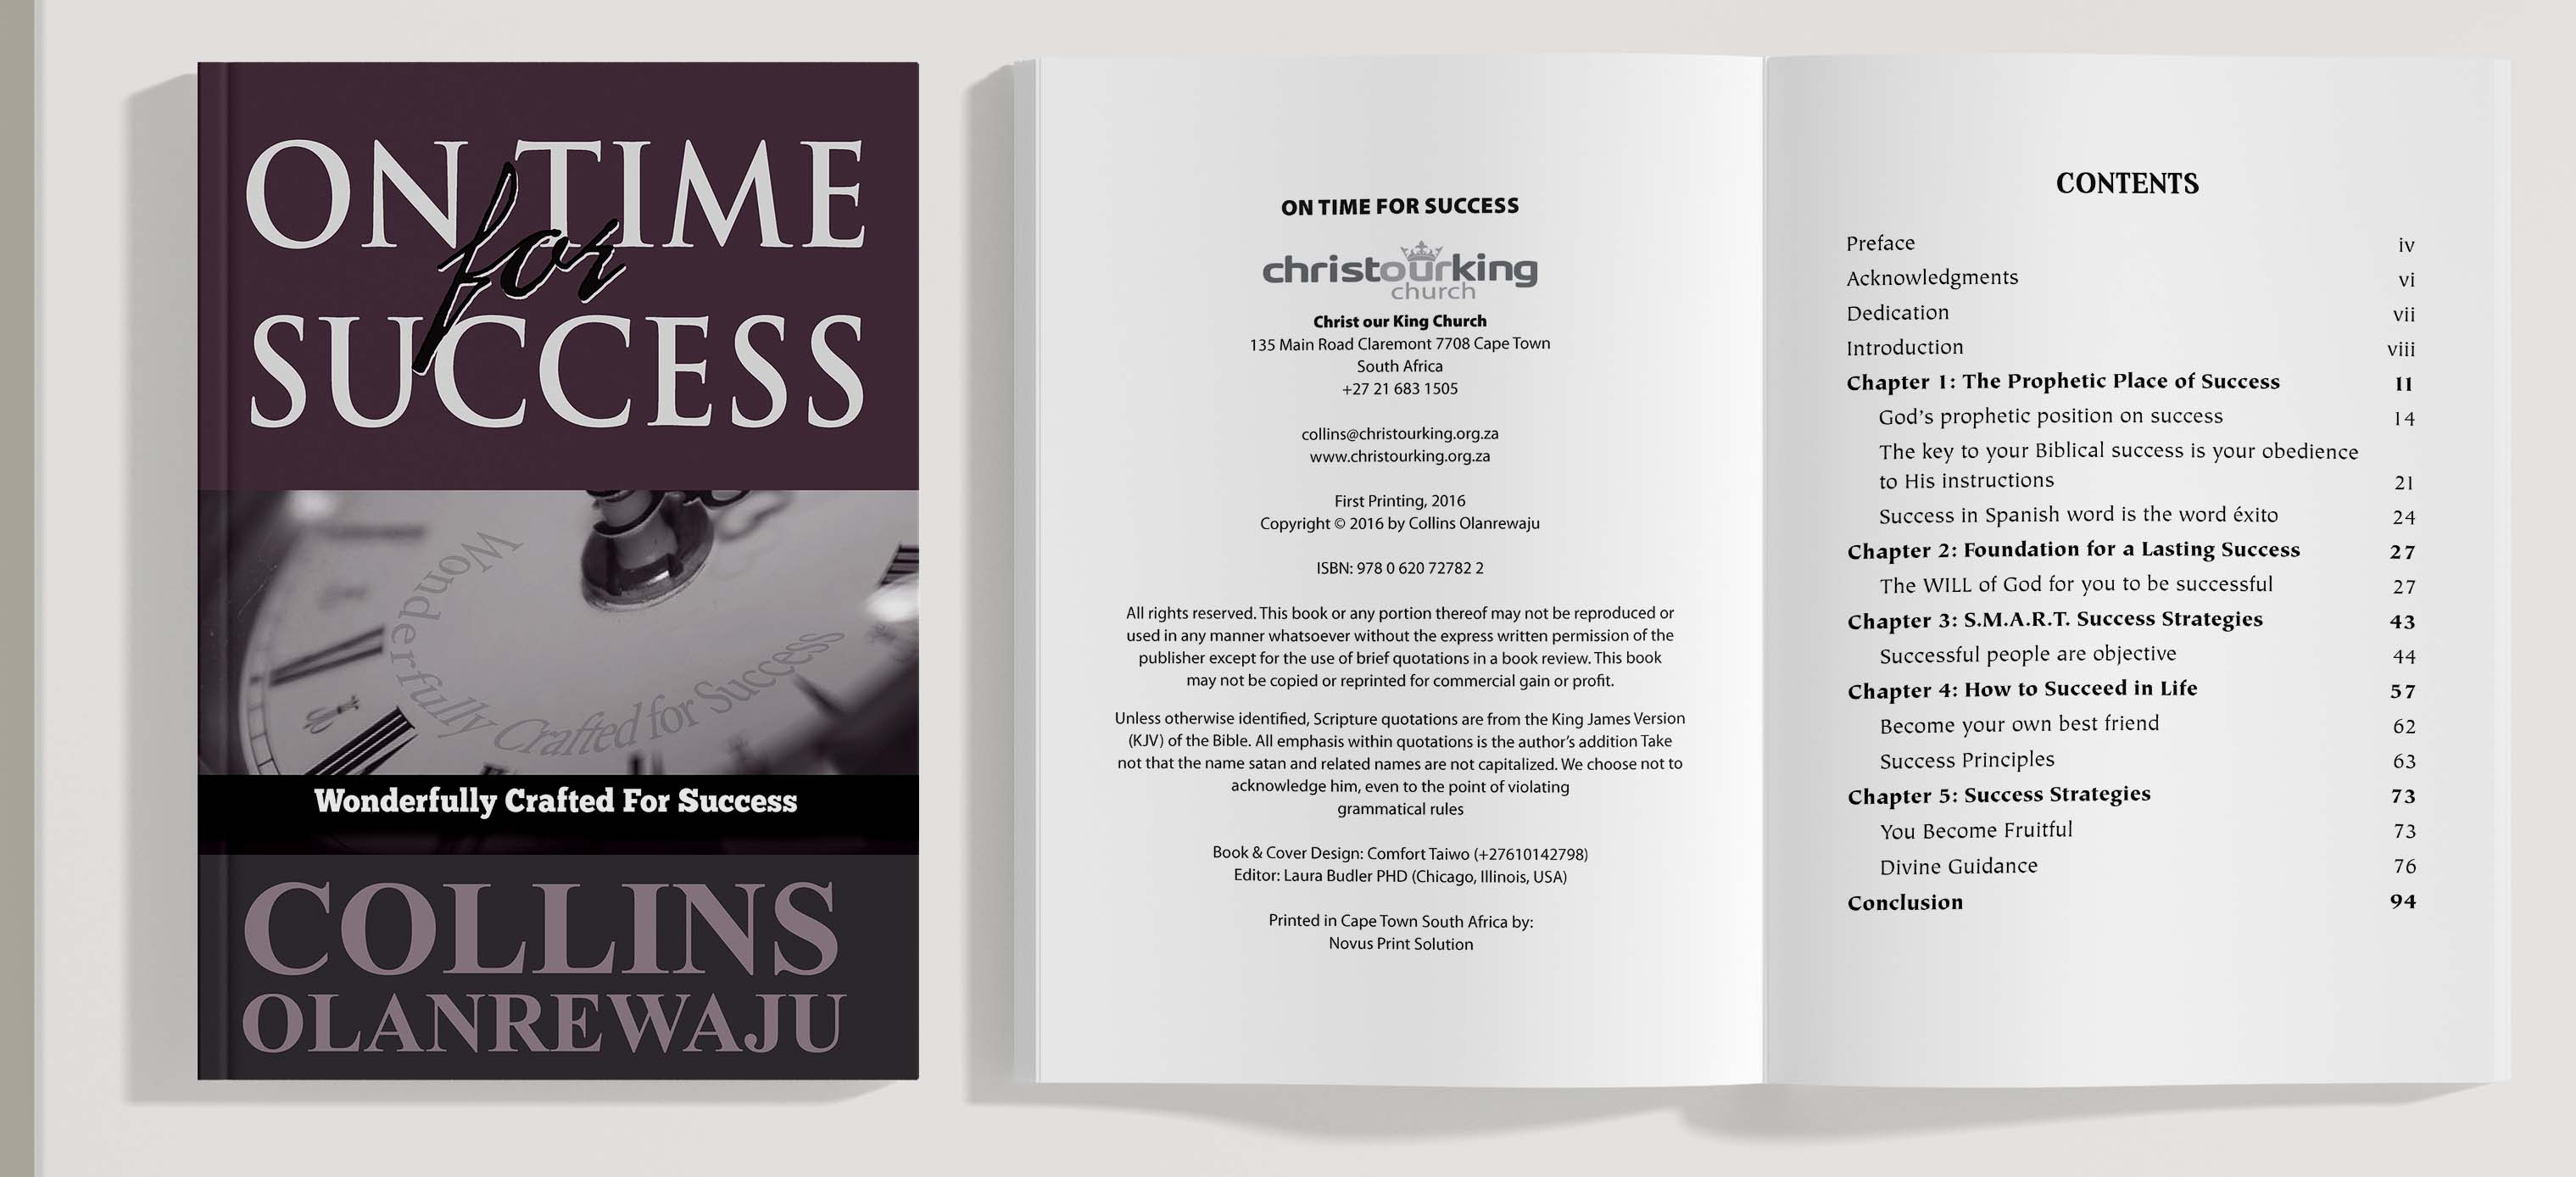 ON TIME
for
SUCCESS
Wonderfully Crafted for Success
Wonderfully Crafted For Success
COLLINS
OLANREWAJU
ON TIME FOR SUCCESS
christourking
church
Christ our King Church
135 Main Road Claremont 7708 Cape Town
South Africa
+27 21 683 1505
collins@christourking.org.za
www.christourking.org.za
First Printing, 2016
Copyright © 2016 by Collins Olanrewaju
ISBN: 978 0 620 72782 2
All rights reserved. This book or any portion thereof may not be reproduced or
used in any manner whatsoever without the express written permission of the
publisher except for the use of brief quotations in a book review. This book
may not be copied or reprinted for commercial gain or profit.
Unless otherwise identified, Scripture quotations are from the King James Version
(KJV) of the Bible. All emphasis within quotations is the author's addition Take
not that the name satan and related names are not capitalized. We choose not to
acknowledge him, even to the point of violating
grammatical rules
Book & Cover Design: Comfort Taiwo (+27610142798)
Editor: Laura Budler PHD (Chicago, Illinois, USA)
Printed in Cape Town South Africa by:
Novus Print Solution
CONTENTS
Preface iv
Acknowledgments vi
Dedication vii
Introduction viii
Chapter 1: The Prophetic Place of Success 11
God's prophetic position on success 14
The key to your Biblical success is your obedience
to His instructions 21
Success in Spanish word is the word éxito 24
Chapter 2: Foundation for a Lasting Success 27
The WILL of God for you to be successful 27
Chapter 3: S.M.A.R.T. Success Strategies 43
Successful people are objective 44
Chapter 4: How to Succeed in Life 57
Become your own best friend 62
Success Principles 63
Chapter 5: Success Strategies 73
You Become Fruitful 73
Divine Guidance 76
Conclusion 94